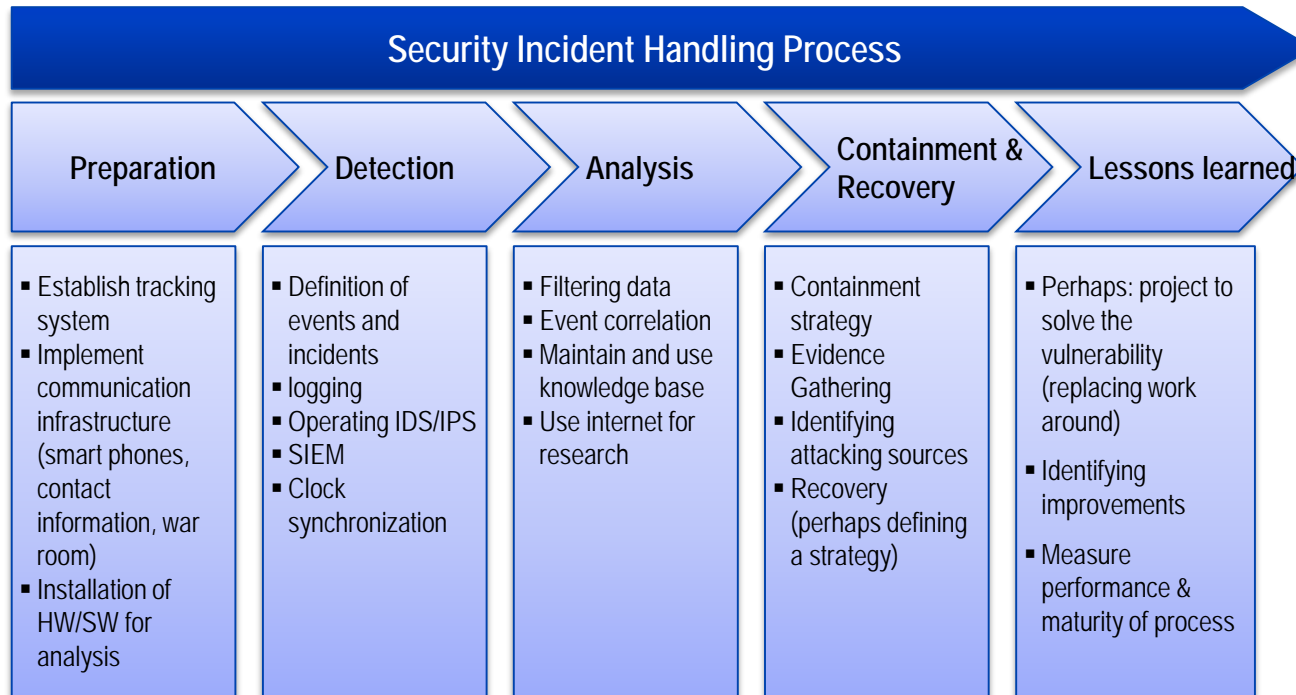 Security Incident Handling Process
Preparation
Detection
Analysis
Containment &
Recovery
Lessons learned
▪ Establish tracking
system
▪ Implement
communication
infrastructure
(smart phones,
contact
information, war
room)
▪ Installation of
HW/SW for
analysis
▪ Definition of
events and
incidents
▪ logging
▪ Operating IDS/IPS
▪ SIEM
▪ Clock
synchronization
▪ Filtering data
▪ Event correlation
▪ Maintain and use
knowledge base
▪ Use internet for
research
▪ Containment
strategy
▪ Evidence
Gathering
▪ Identifying
attacking sources
▪ Recovery
(perhaps defining
a strategy)
▪ Perhaps: project to
solve the
vulnerability
(replacing work
around)
▪ Identifying
improvements
▪ Measure
performance &
maturity of process